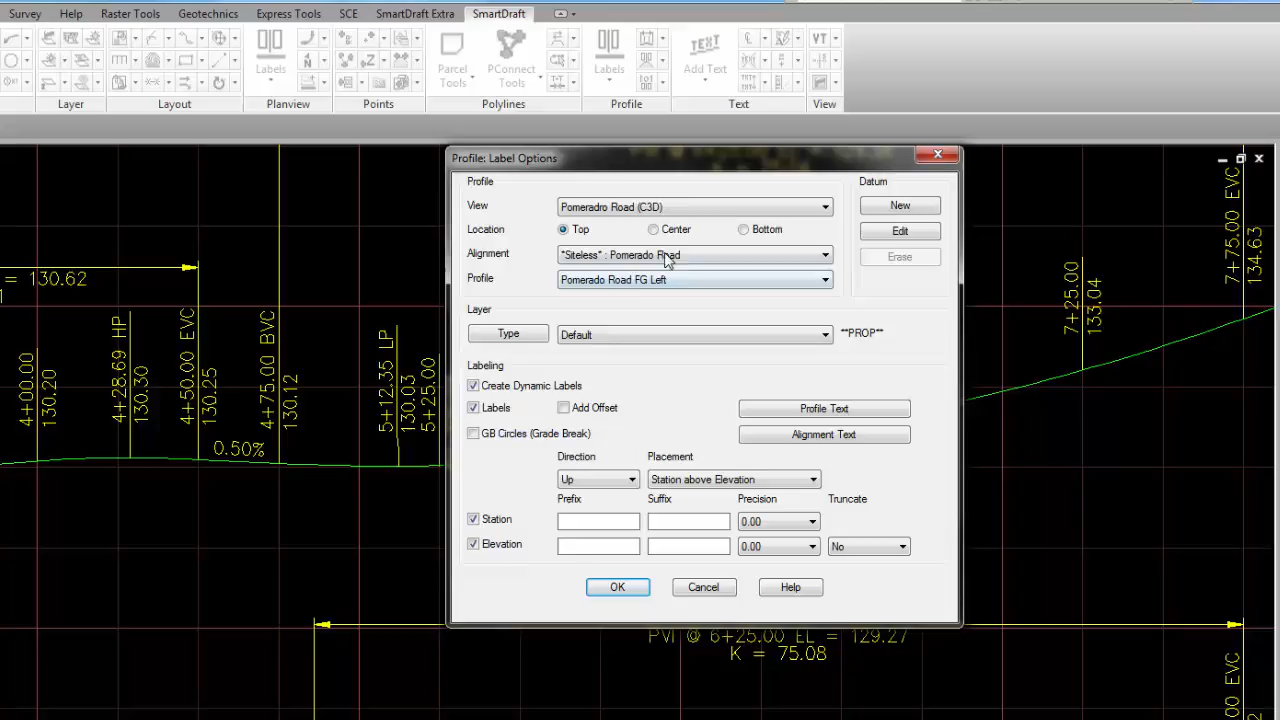 Survey Help Raster Tools Geotechnics Express Tools SCE SmartDraft Extra SmartDraft
Labels Parcel Tools PConnect Tools Labels TEXT Add Text
Layer Layout Planview Points Polylines Profile Text View
Profile: Label Options
Profile Datum
View Pomeradro Road (C3D) New
Location Top Center Bottom Edit
Alignment *Siteless* : Pomerado Road Erase
Profile Pomerado Road FG Left
Layer
Type Default **PROP**
Labeling
Create Dynamic Labels
Labels Add Offset Profile Text
GB Circles (Grade Break) Alignment Text
Direction Placement
Up Station above Elevation
Prefix Suffix Precision Truncate
Station 0.00
Elevation 0.00 No
OK Cancel Help
= 130.62
4+00.00
130.20
4+28.69 HP
130.30
4+50.00 EVC
130.25
0.50%
4+75.00 BVC
130.12
5+12.35 LP
130.03
5+25.00
7+25.00
133.04
7+75.00 EVC
134.63
PVI @ 6+25.00 EL = 129.27
K = 75.08